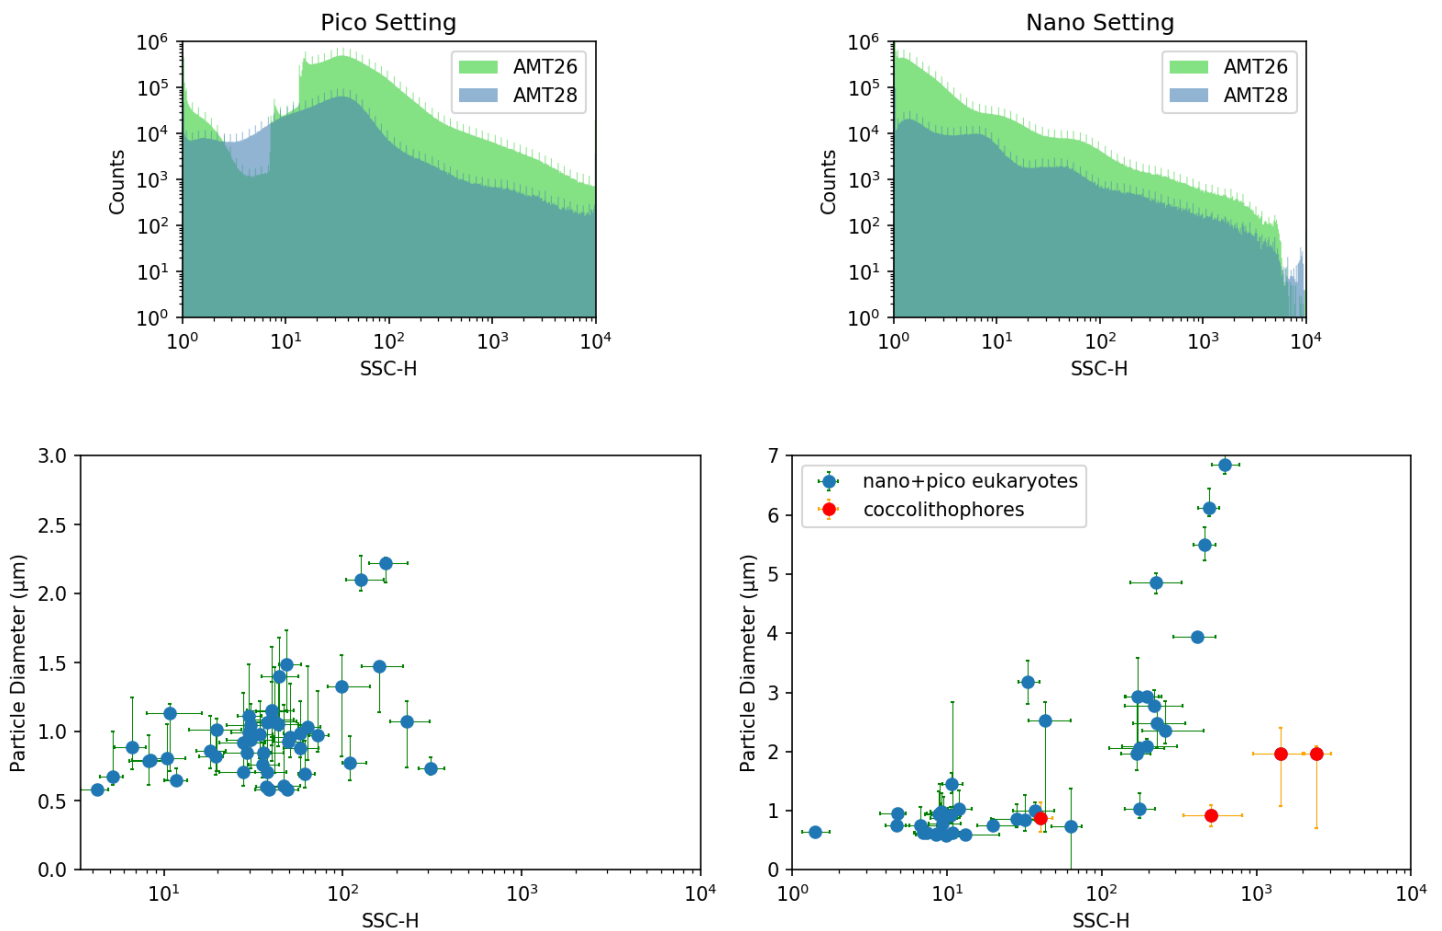 Pico Setting
Nano Setting
10⁶
10⁵
10⁴
10³
10²
10¹
10⁰
Counts
AMT26
AMT28
10⁰ 10¹ 10² 10³ 10⁴
SSC-H
10⁶
10⁵
10⁴
10³
10²
10¹
10⁰
Counts
AMT26
AMT28
10⁰ 10¹ 10² 10³ 10⁴
SSC-H
3.0
2.5
2.0
1.5
1.0
0.5
0.0
Particle Diameter (μm)
10¹ 10² 10³ 10⁴
SSC-H
7
6
5
4
3
2
1
0
Particle Diameter (μm)
nano+pico eukaryotes
coccolithophores
10⁰ 10¹ 10² 10³ 10⁴
SSC-H